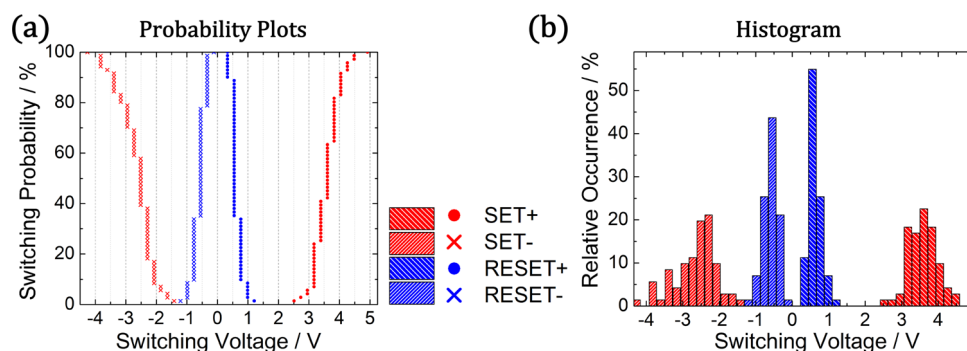 (a)
Probability Plots
Switching Probability / %
100
80
60
40
20
0
-4 -3 -2 -1 0 1 2 3 4 5
Switching Voltage / V
SET+
SET-
RESET+
RESET-
(b)
Histogram
Relative Occurrence / %
50
40
30
20
10
0
-4 -3 -2 -1 0 1 2 3 4
Switching Voltage / V